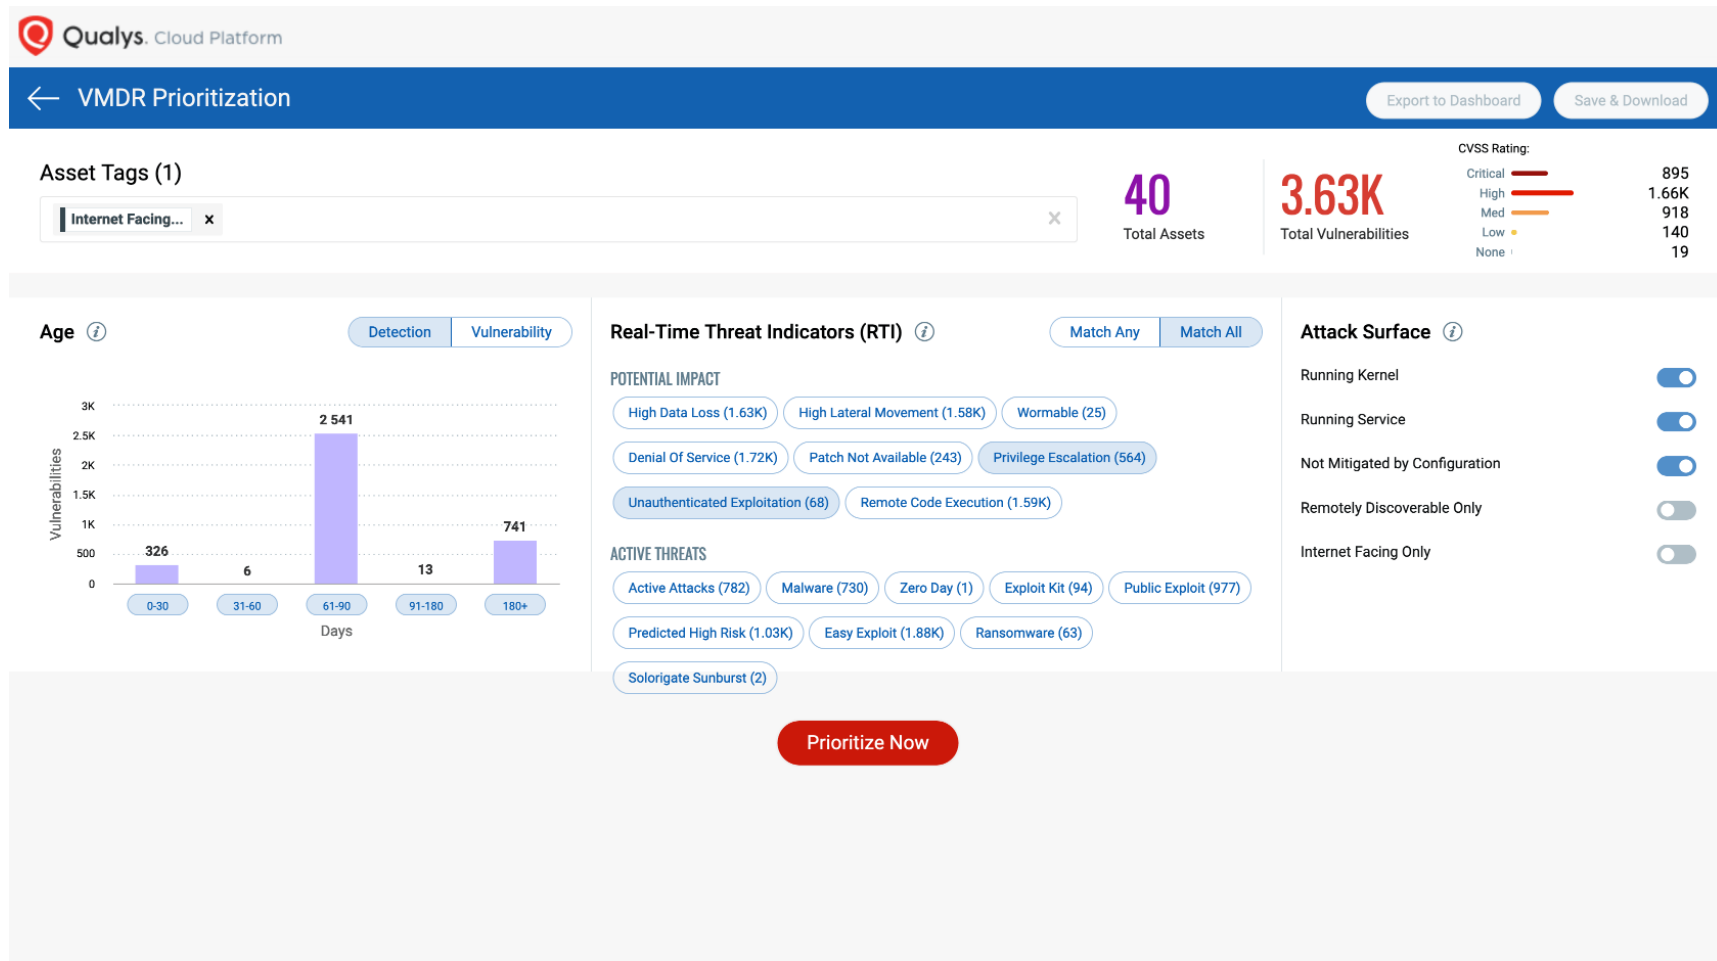 Qualys. Cloud Platform
VMDR Prioritization
Export to Dashboard
Save & Download
Asset Tags (1)
Internet Facing... ×
×
40
Total Assets
3.63K
Total Vulnerabilities
CVSS Rating:
Critical 895
High 1.66K
Med 918
Low 140
None 19
Age i
Detection Vulnerability
3K
2.5K
2K
1.5K
1K
500
0
Vulnerabilities
326
6
2 541
13
741
0-30 31-60 61-90 91-180 180+
Days
Real-Time Threat Indicators (RTI) i
Match Any Match All
POTENTIAL IMPACT
High Data Loss (1.63K) High Lateral Movement (1.58K) Wormable (25)
Denial Of Service (1.72K) Patch Not Available (243) Privilege Escalation (564)
Unauthenticated Exploitation (68) Remote Code Execution (1.59K)
ACTIVE THREATS
Active Attacks (782) Malware (730) Zero Day (1) Exploit Kit (94) Public Exploit (977)
Predicted High Risk (1.03K) Easy Exploit (1.88K) Ransomware (63)
Solorigate Sunburst (2)
Attack Surface i
Running Kernel
Running Service
Not Mitigated by Configuration
Remotely Discoverable Only
Internet Facing Only
Prioritize Now